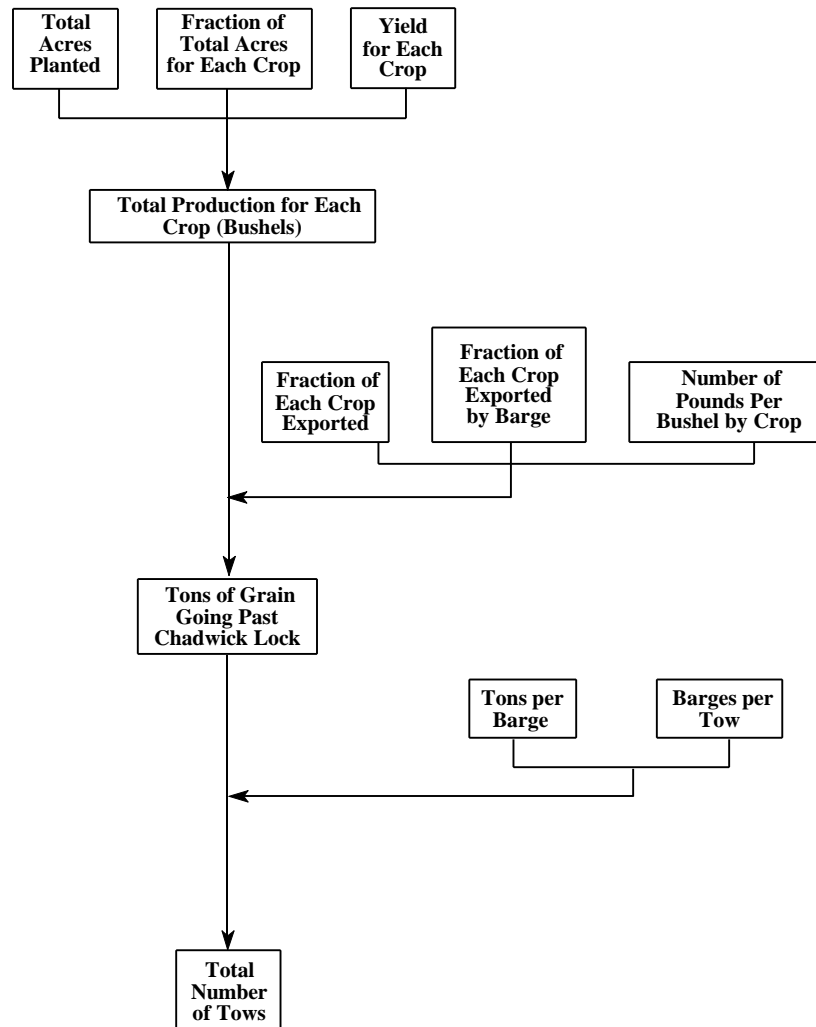 Total
Acres
Planted
Fraction of
Total Acres
for Each Crop
Yield
for Each
Crop
Total Production for Each
Crop (Bushels)
Fraction of
Each Crop
Exported
Fraction of
Each Crop
Exported
by Barge
Number of
Pounds Per
Bushel by Crop
Tons of Grain
Going Past
Chadwick Lock
Tons per
Barge
Barges per
Tow
Total
Number
of Tows